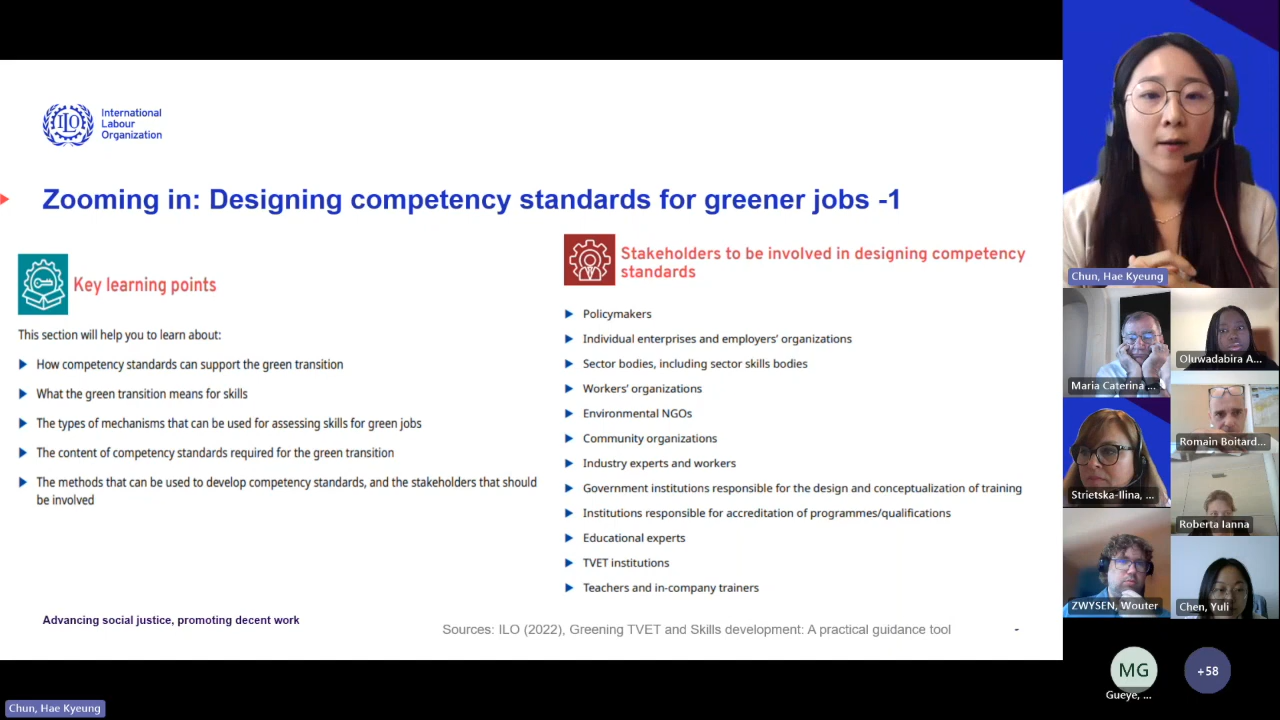 International
Labour
Organization
Zooming in: Designing competency standards for greener jobs -1
Key learning points
This section will help you to learn about:
How competency standards can support the green transition
What the green transition means for skills
The types of mechanisms that can be used for assessing skills for green jobs
The content of competency standards required for the green transition
The methods that can be used to develop competency standards, and the stakeholders that should
be involved
Stakeholders to be involved in designing competency
standards
Policymakers
Individual enterprises and employers' organizations
Sector bodies, including sector skills bodies
Workers' organizations
Environmental NGOs
Community organizations
Industry experts and workers
Government institutions responsible for the design and conceptualization of training
Institutions responsible for accreditation of programmes/qualifications
Educational experts
TVET institutions
Teachers and in-company trainers
Advancing social justice, promoting decent work
Sources: ILO (2022), Greening TVET and Skills development: A practical guidance tool
-
Chun, Hae Kyeung
Maria Caterina ...
Oluwadabira A...
Romain Boitard...
Strietska-Ilina, ...
Roberta Ianna
ZWYSEN, Wouter
Chen, Yuli
MG
Gueye, ...
+58
Chun, Hae Kyeung